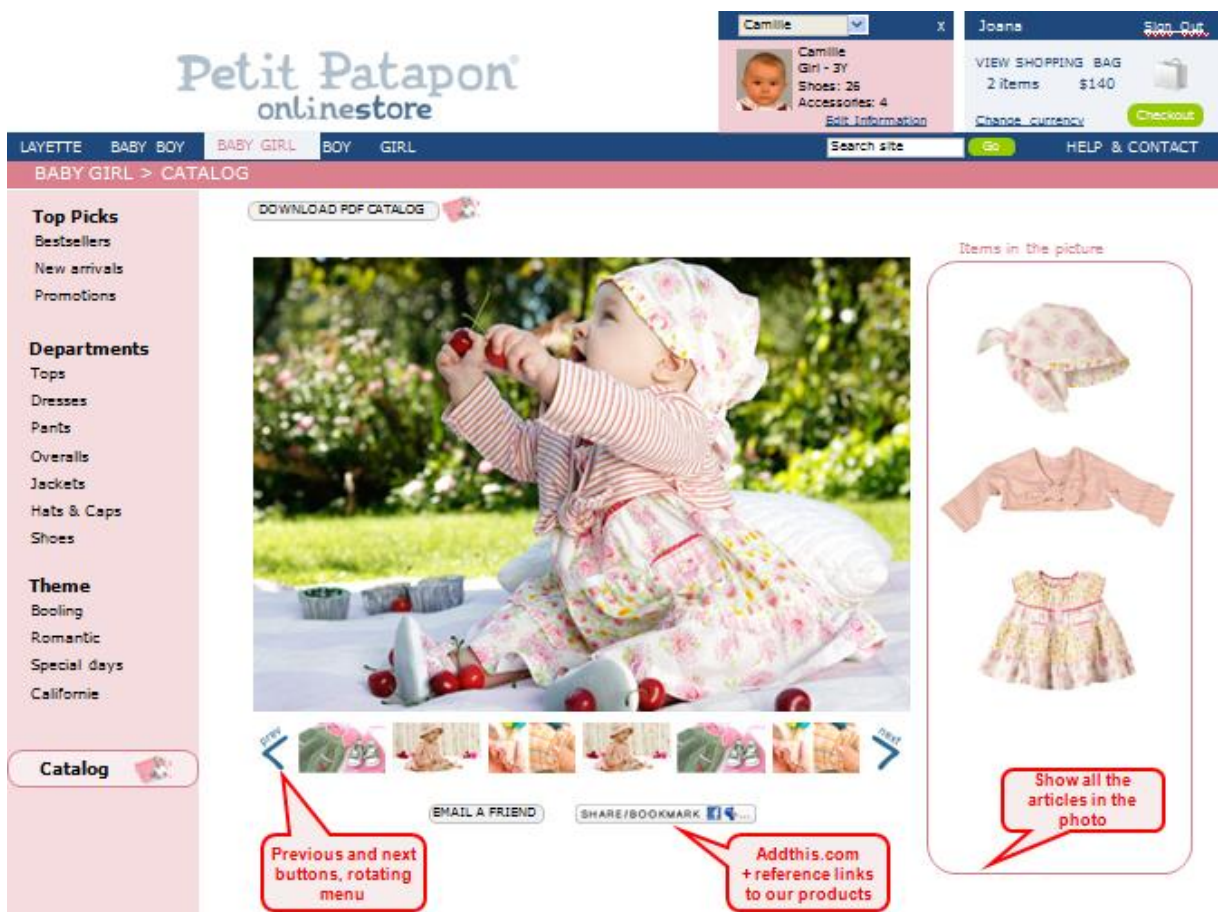 Petit Patapon
onlinestore
Camille
x
Camille
Girl - 3Y
Shoes: 26
Accessories: 4
Edit Information
Joana
Sign Out
VIEW SHOPPING BAG
2 items $140
Change currency
Checkout
LAYETTE BABY BOY BABY GIRL BOY GIRL
Search site
Go
HELP & CONTACT
BABY GIRL > CATALOG
Top Picks
Bestsellers
New arrivals
Promotions
Departments
Tops
Dresses
Pants
Overalls
Jackets
Hats & Caps
Shoes
Theme
Booling
Romantic
Special days
Californie
Catalog
DOWNLOAD PDF CATALOG
Items in the picture
prev
next
EMAIL A FRIEND
SHARE/BOOKMARK ...
Previous and next
buttons, rotating
menu
Addthis.com
+ reference links
to our products
Show all the
articles in the
photo